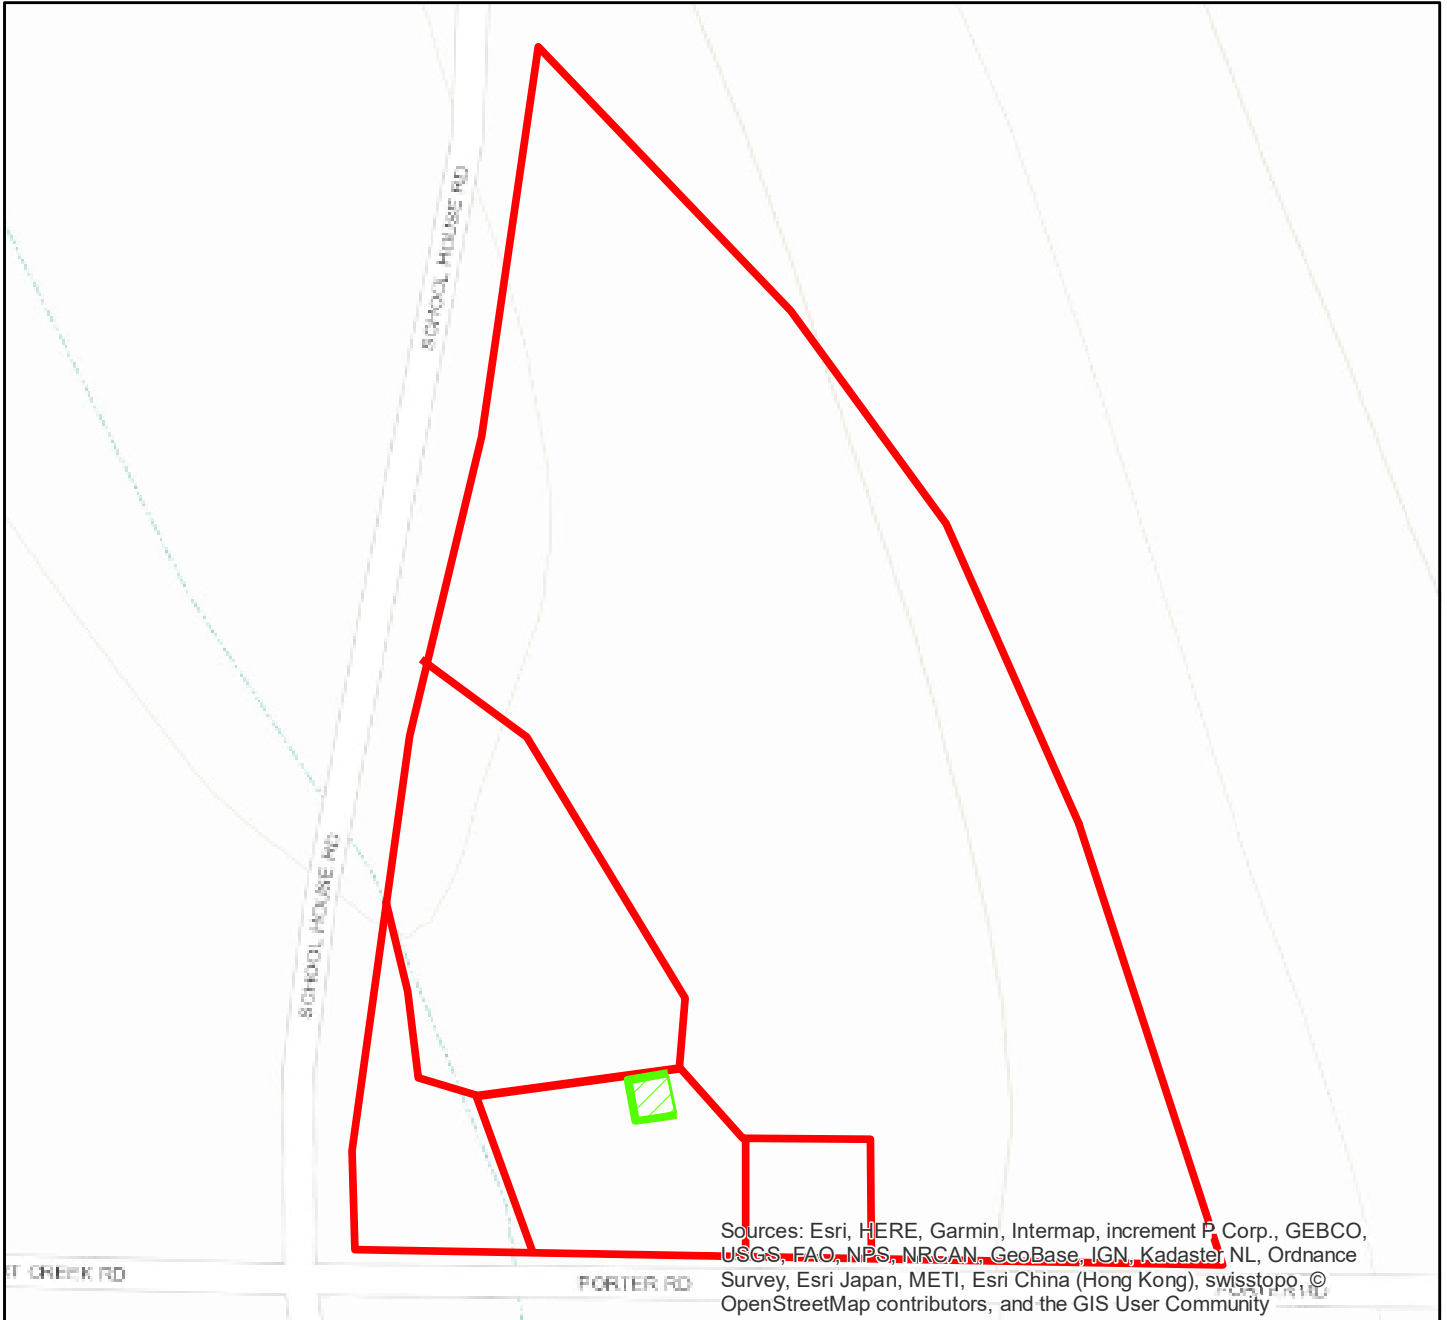 SCHOOL HOUSE RD
SCHOOL HOUSE RD
Sources: Esri, HERE, Garmin, Intermap, increment P Corp., GEBCO,
USGS, FAO, NPS, NRCAN, GeoBase, IGN, Kadaster NL, Ordnance
Survey, Esri Japan, METI, Esri China (Hong Kong), swisstopo, ©
OpenStreetMap contributors, and the GIS User Community
CREEK RD
PORTER RD
PORTER RD